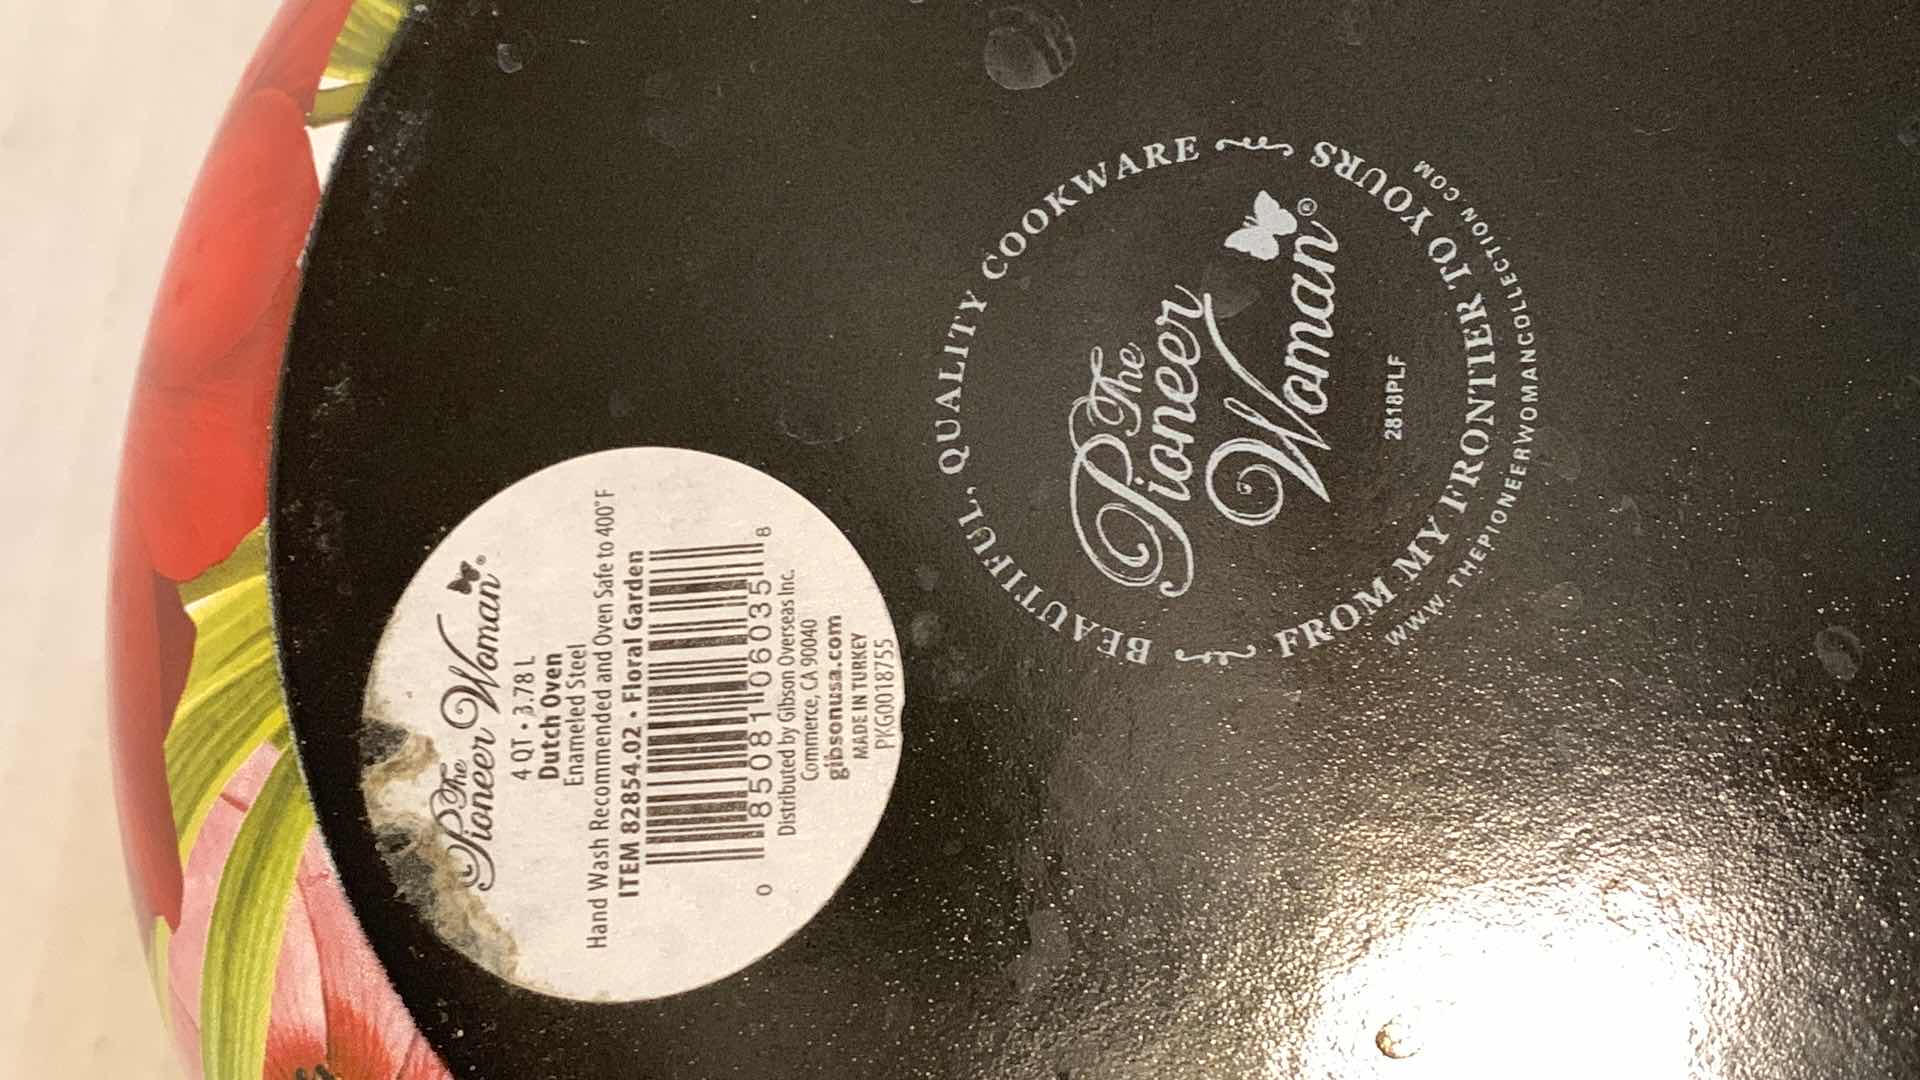 The
Pioneer Woman®
4 QT • 3.78 L
Dutch Oven
Enameled Steel
Hand Wash Recommended and Oven Safe to 400°F
ITEM 82854.02 • Floral Garden
0 85081 06035 8
Distributed by Gibson Overseas Inc.
Commerce, CA 90040
gibsonusa.com
MADE IN TURKEY
PKG0018755
BEAUTIFUL, QUALITY COOKWARE
The
Pioneer
Woman®
2818PLF
FROM MY FRONTIER TO YOURS
WWW.THEPIONEERWOMANCOLLECTION.COM